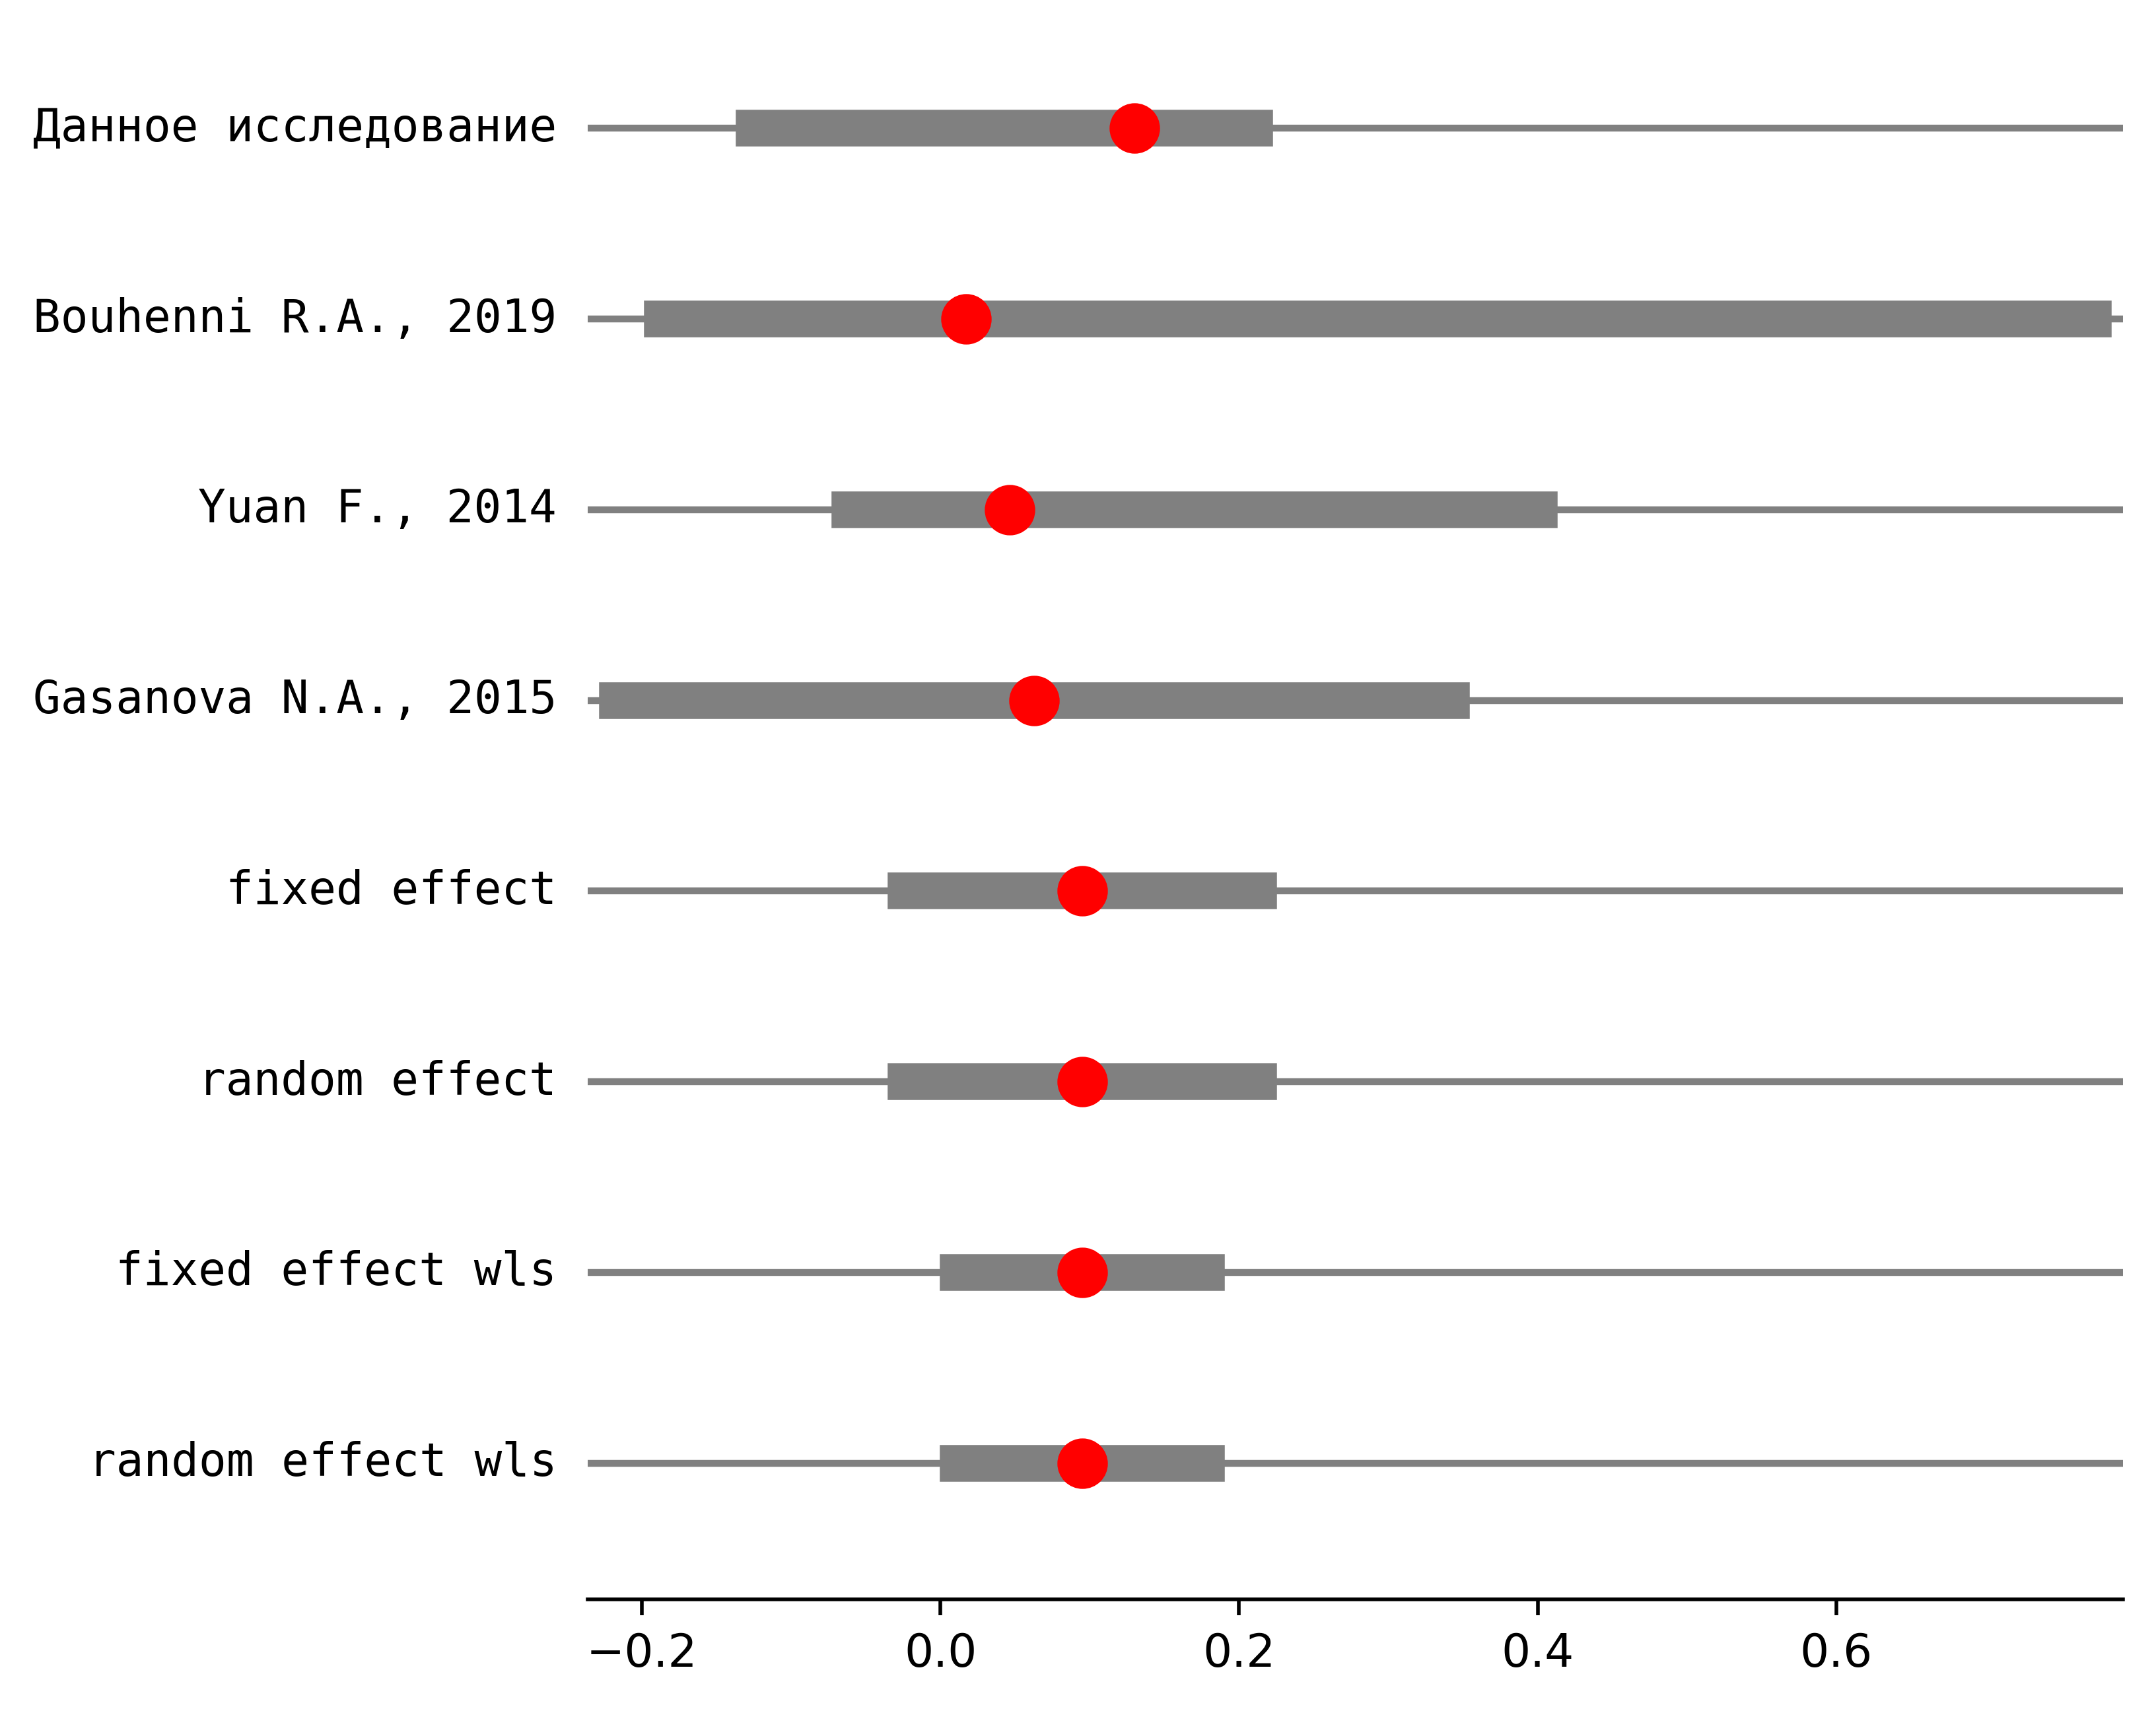 Данное исследование
Bouhenni R.A., 2019
Yuan F., 2014
Gasanova N.A., 2015
fixed effect
random effect
fixed effect wls
random effect wls
−0.2 0.0 0.2 0.4 0.6